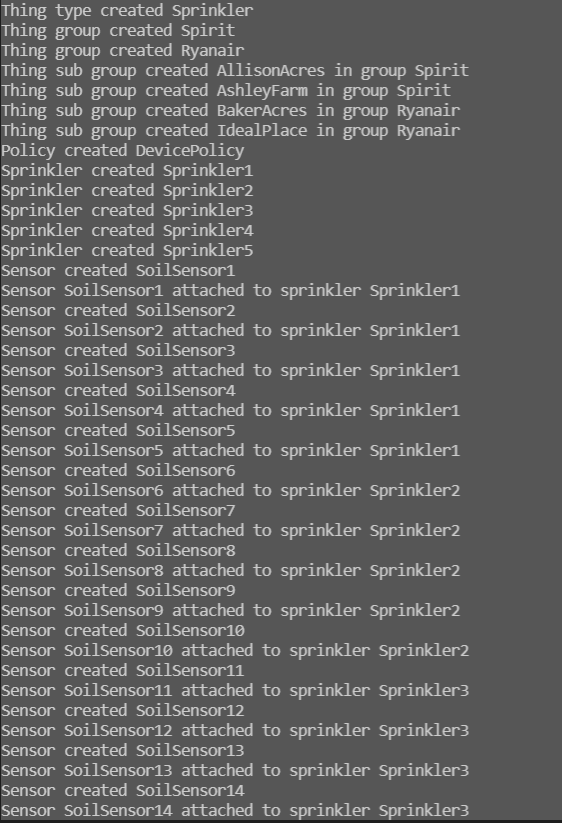 Thing type created Sprinkler
Thing group created Spirit
Thing group created Ryanair
Thing sub group created AllisonAcres in group Spirit
Thing sub group created AshleyFarm in group Spirit
Thing sub group created BakerAcres in group Ryanair
Thing sub group created IdealPlace in group Ryanair
Policy created DevicePolicy
Sprinkler created Sprinkler1
Sprinkler created Sprinkler2
Sprinkler created Sprinkler3
Sprinkler created Sprinkler4
Sprinkler created Sprinkler5
Sensor created SoilSensor1
Sensor SoilSensor1 attached to sprinkler Sprinkler1
Sensor created SoilSensor2
Sensor SoilSensor2 attached to sprinkler Sprinkler1
Sensor created SoilSensor3
Sensor SoilSensor3 attached to sprinkler Sprinkler1
Sensor created SoilSensor4
Sensor SoilSensor4 attached to sprinkler Sprinkler1
Sensor created SoilSensor5
Sensor SoilSensor5 attached to sprinkler Sprinkler1
Sensor created SoilSensor6
Sensor SoilSensor6 attached to sprinkler Sprinkler2
Sensor created SoilSensor7
Sensor SoilSensor7 attached to sprinkler Sprinkler2
Sensor created SoilSensor8
Sensor SoilSensor8 attached to sprinkler Sprinkler2
Sensor created SoilSensor9
Sensor SoilSensor9 attached to sprinkler Sprinkler2
Sensor created SoilSensor10
Sensor SoilSensor10 attached to sprinkler Sprinkler2
Sensor created SoilSensor11
Sensor SoilSensor11 attached to sprinkler Sprinkler3
Sensor created SoilSensor12
Sensor SoilSensor12 attached to sprinkler Sprinkler3
Sensor created SoilSensor13
Sensor SoilSensor13 attached to sprinkler Sprinkler3
Sensor created SoilSensor14
Sensor SoilSensor14 attached to sprinkler Sprinkler3